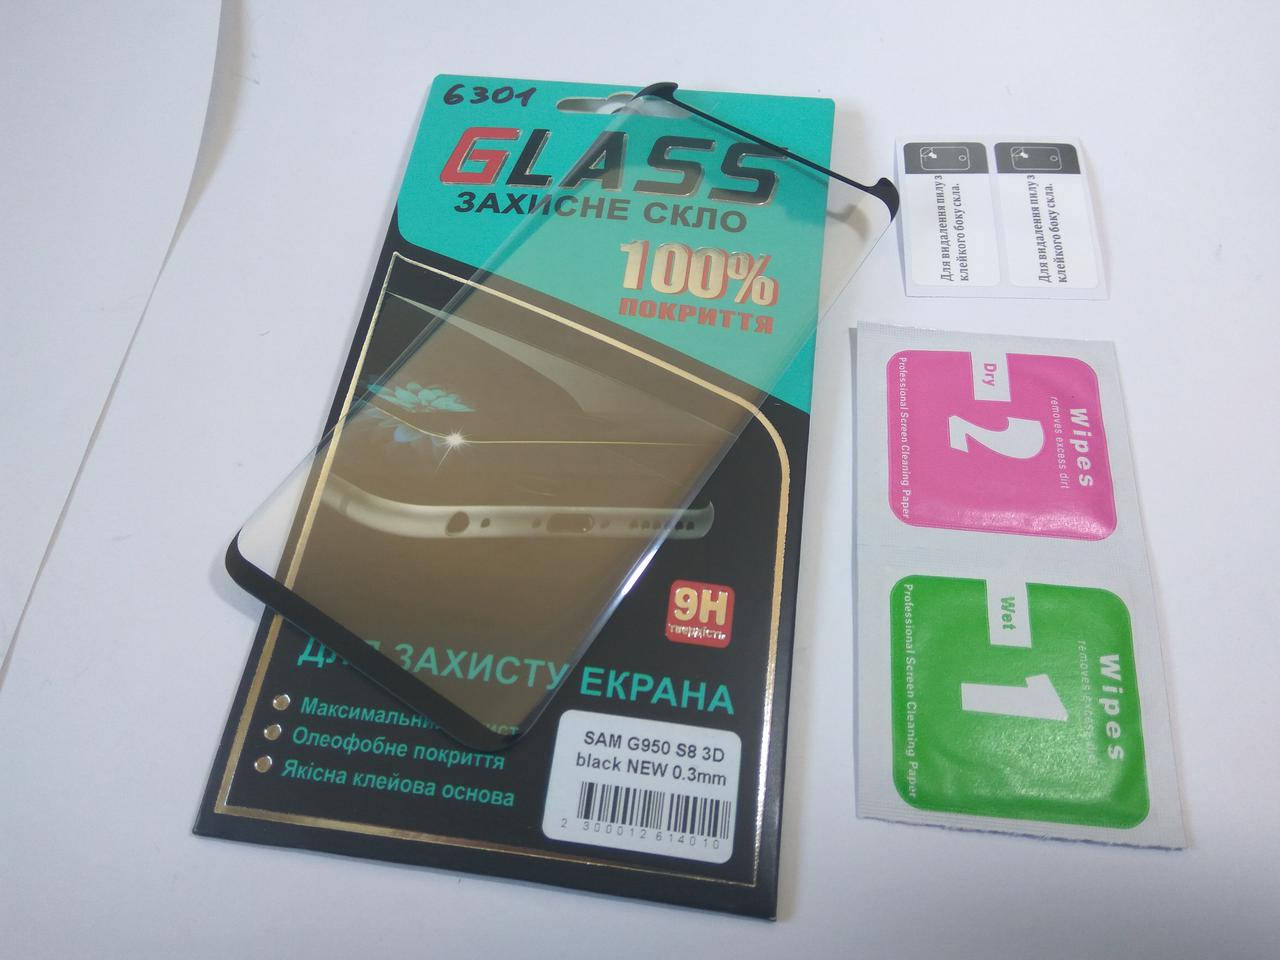 6301
GLASS
ЗАХИСНЕ СКЛО
100%
ПОКРИТТЯ
9H
твердість
ДЛЯ ЗАХИСТУ ЕКРАНА
Максимальний захист
Олеофобне покриття
Якісна клейова основа
SAM G950 S8 3D
black NEW 0.3mm
2 300012 614010
Для видалення пилу з
клейкого боку скла.
Для видалення пилу з
клейкого боку скла.
Wipes
removes excess dirt
2
Dry
Professional Screen Cleaning Paper
Wipes
removes excess
1
Wet
Professional Screen Cleaning Paper